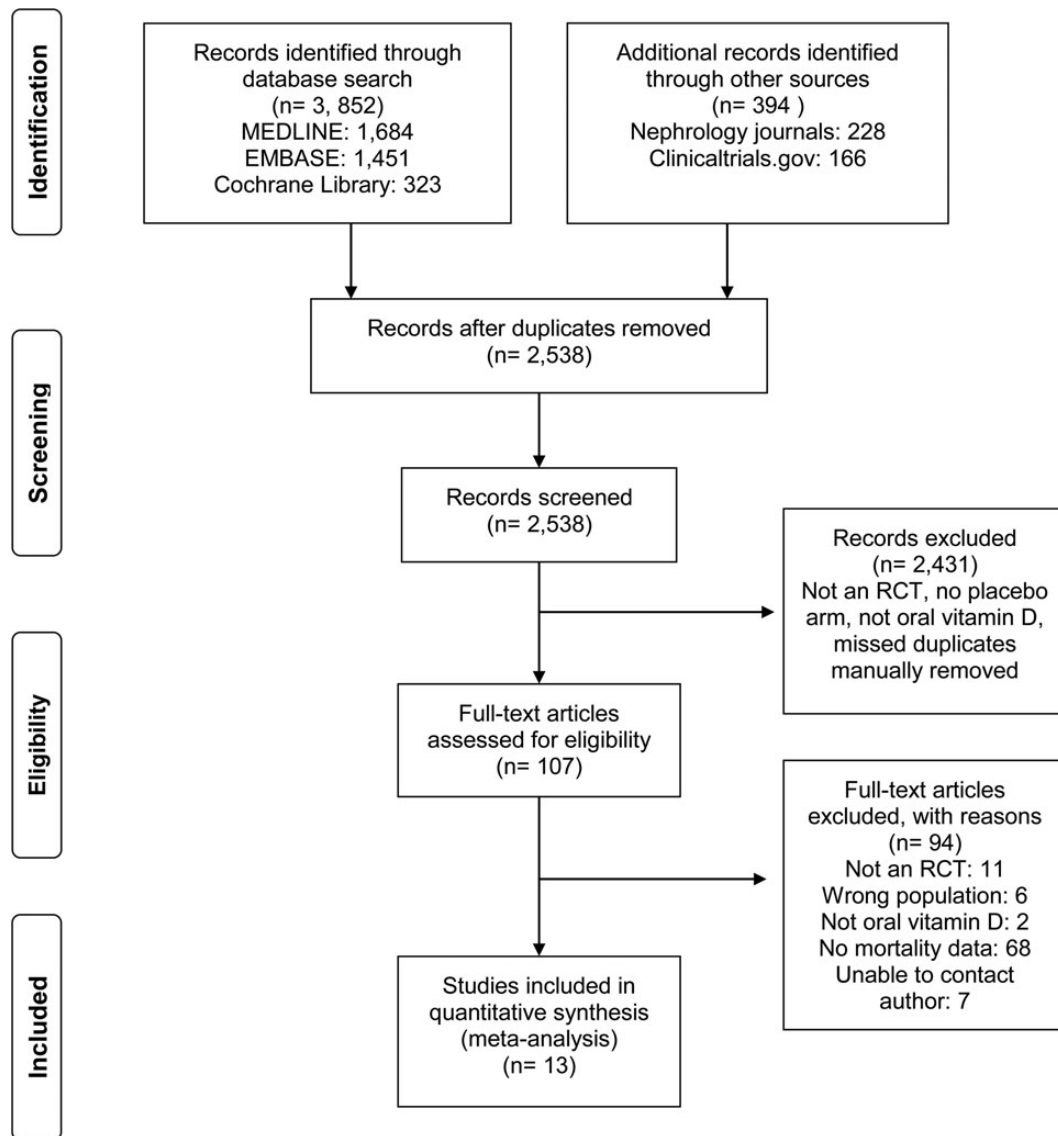 Identification
Records identified through
database search
(n= 3, 852)
MEDLINE: 1,684
EMBASE: 1,451
Cochrane Library: 323
Additional records identified
through other sources
(n= 394 )
Nephrology journals: 228
Clinicaltrials.gov: 166
Screening
Records after duplicates removed
(n= 2,538)
Records screened
(n= 2,538)
Records excluded
(n= 2,431)
Not an RCT, no placebo
arm, not oral vitamin D,
missed duplicates
manually removed
Eligibility
Full-text articles
assessed for eligibility
(n= 107)
Full-text articles
excluded, with reasons
(n= 94)
Not an RCT: 11
Wrong population: 6
Not oral vitamin D: 2
No mortality data: 68
Unable to contact
author: 7
Included
Studies included in
quantitative synthesis
(meta-analysis)
(n= 13)